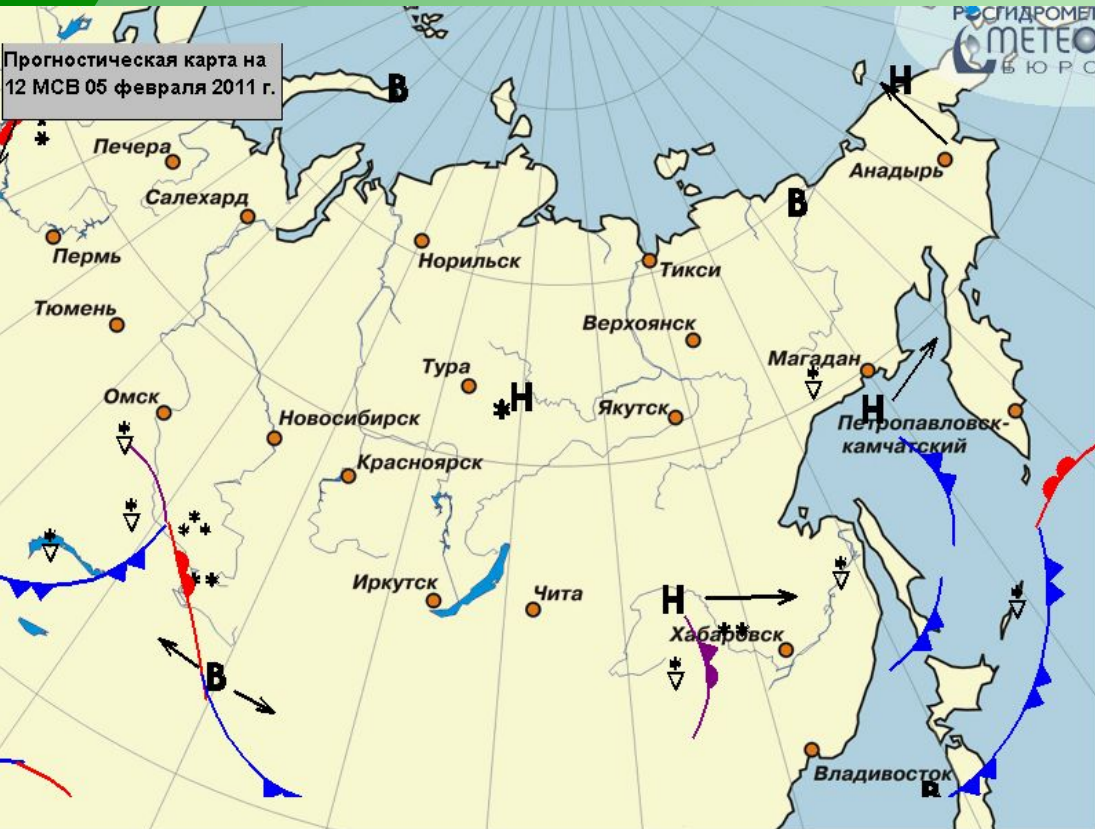 РОСГИДРОМЕТ
МЕТЕО
БЮРО
Прогностическая карта на
12 МСВ 05 февраля 2011 г.
В
Н
Печера
Анадырь
Салехард
В
Пермь
Норильск
Тикси
Тюмень
Верхоянск
Магадан
Тура
Н
Омск
Якутск
Н
Новосибирск
Петропавловск-
камчатский
Красноярск
Иркутск
Чита
Н
Хабаровск
В
Владивосток
В